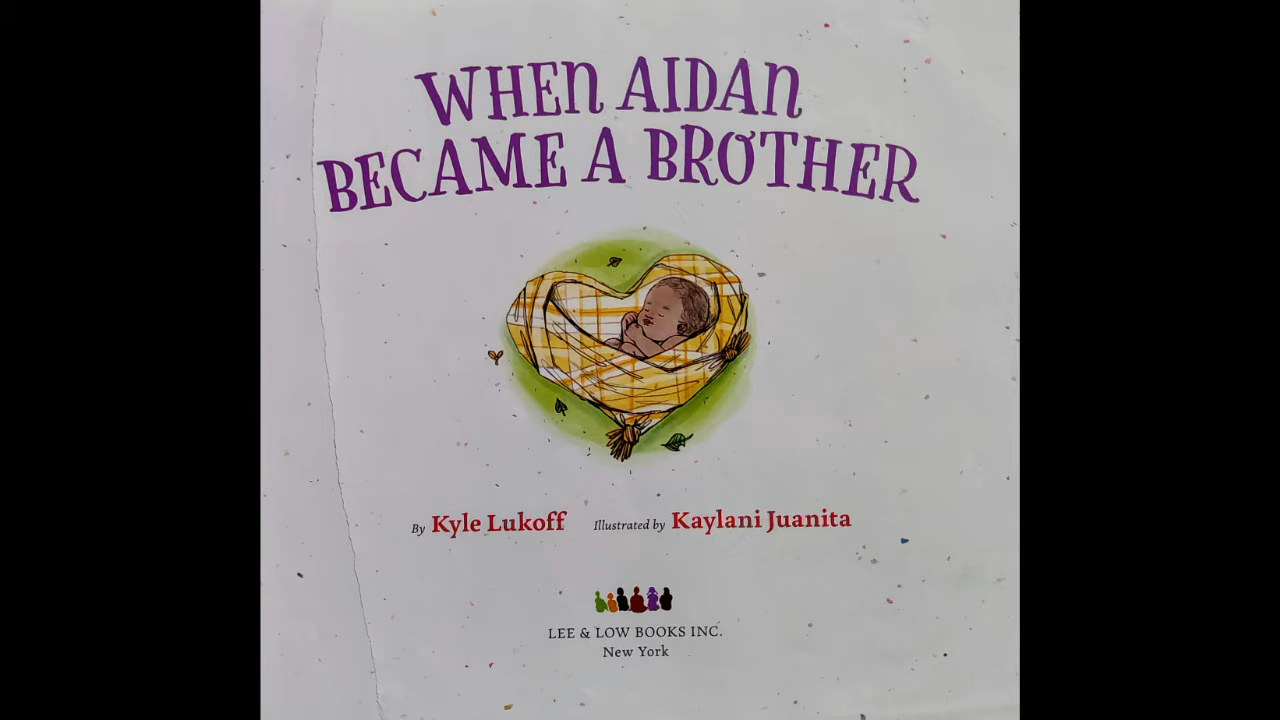 WHEN AIDAN
BECAME A BROTHER
By Kyle Lukoff Illustrated by Kaylani Juanita
LEE & LOW BOOKS INC.
New York